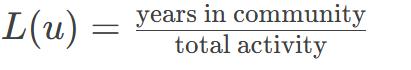 L(u) = years in community / total activity